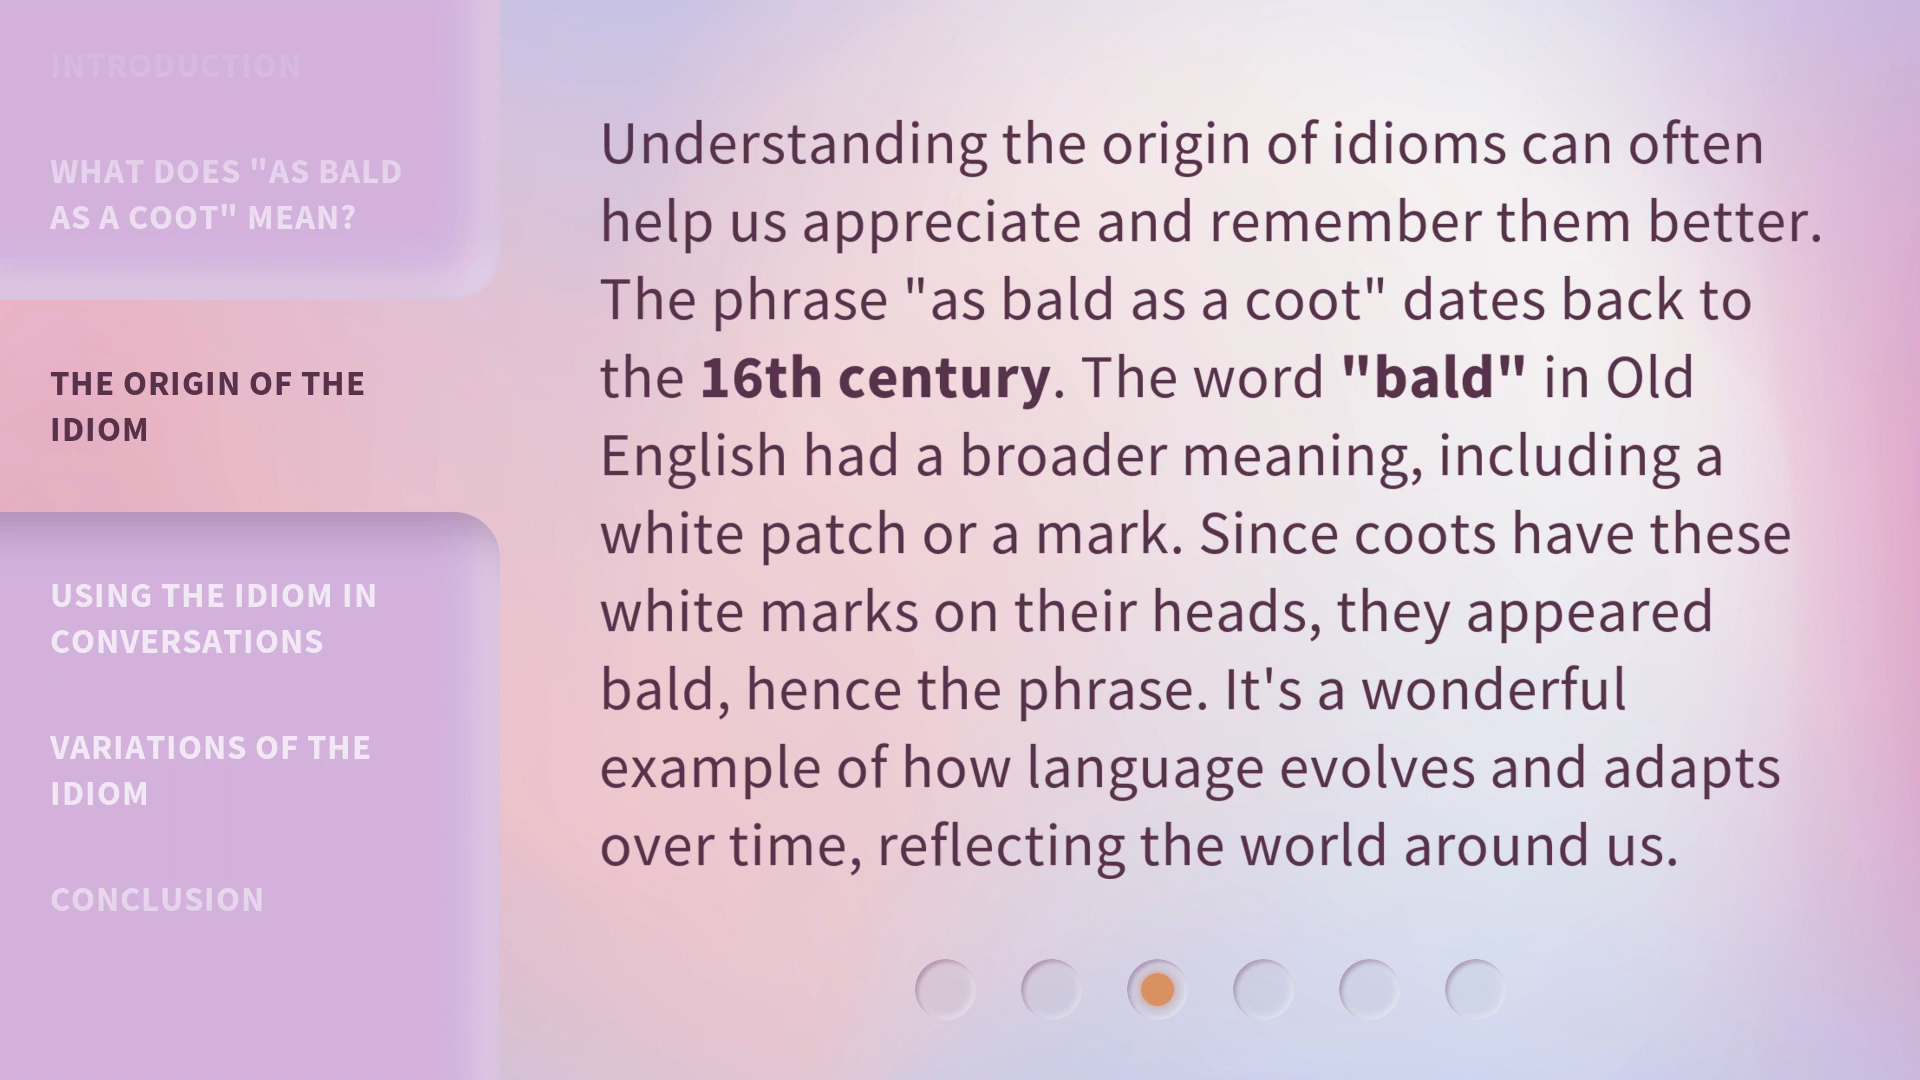 INTRODUCTION
WHAT DOES "AS BALD
AS A COOT" MEAN?
THE ORIGIN OF THE
IDIOM
USING THE IDIOM IN
CONVERSATIONS
VARIATIONS OF THE
IDIOM
CONCLUSION
Understanding the origin of idioms can often
help us appreciate and remember them better.
The phrase "as bald as a coot" dates back to
the 16th century. The word "bald" in Old
English had a broader meaning, including a
white patch or a mark. Since coots have these
white marks on their heads, they appeared
bald, hence the phrase. It's a wonderful
example of how language evolves and adapts
over time, reflecting the world around us.